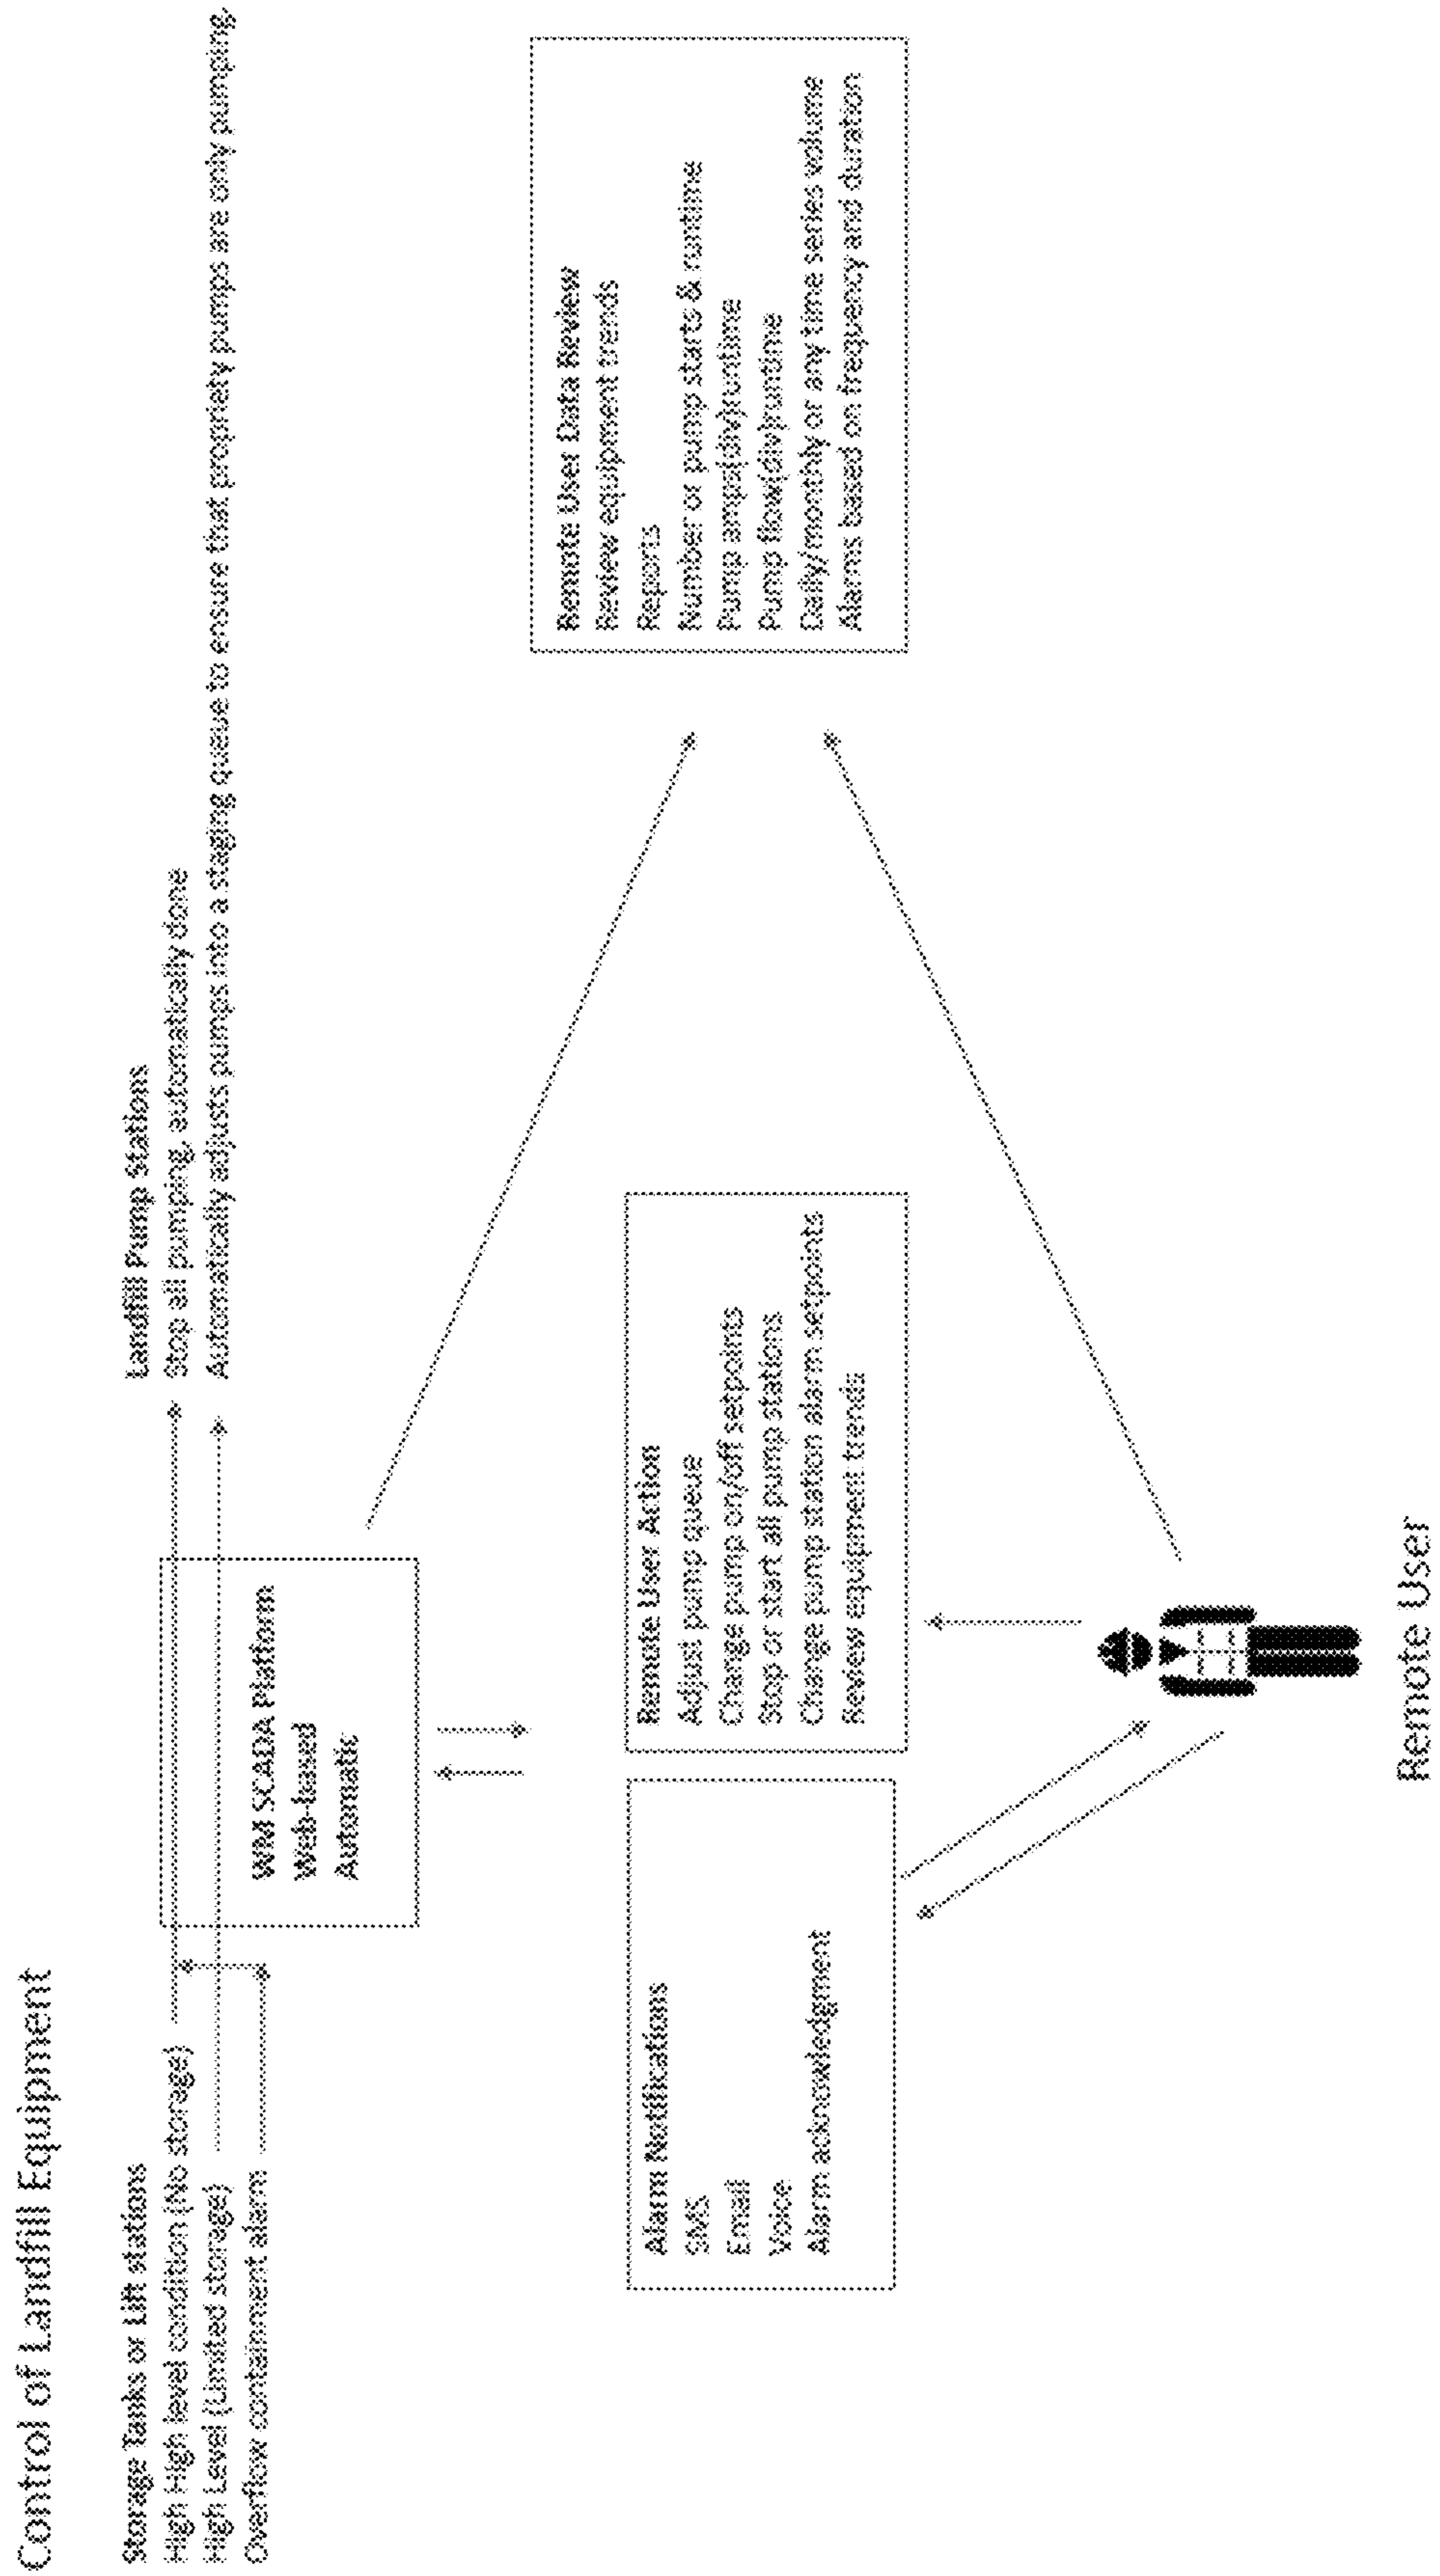 Control of Landfill Equipment
Storage Tanks or Lift stations
High High level condition (No storage)
High Level (Limited storage)
Overflow containment alarm
Landfill Pump Stations
Stop all pumping, automatically done
Automatically adjusts pumps into a staging queue to ensure that propriety pumps are only pumping.
WM SCADA Platform
Web-based
Automatic
Alarm Notifications
SMS
Email
Voice
Alarm acknowledgment
Remote User Action
Adjust pump queue
Change pump on/off setpoints
Stop or start all pump stations
Change pump station alarm setpoints
Review equipment trends
Remote User Data Review
Review equipment trends
Reports
Number or pump starts & runtime
Pump amps(div)runtime
Pump flow(div)runtime
Daily/monthly or any time series volume
Alarms based on frequency and duration
Remote User